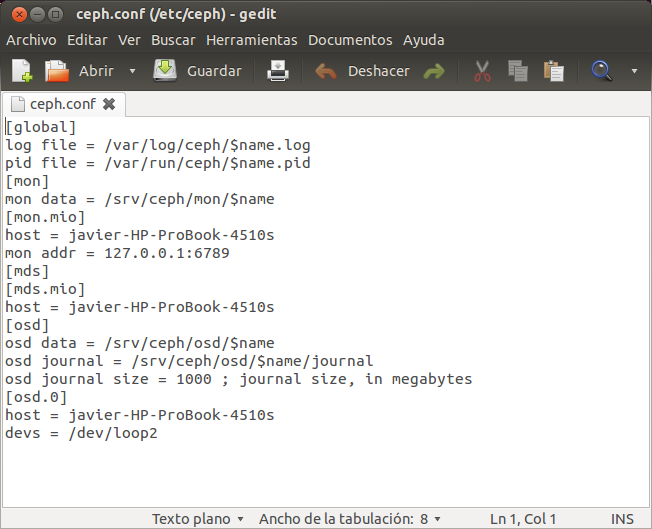 ceph.conf (/etc/ceph) - gedit
Archivo Editar Ver Buscar Herramientas Documentos Ayuda
Abrir Guardar Deshacer
ceph.conf
[global]
log file = /var/log/ceph/$name.log
pid file = /var/run/ceph/$name.pid
[mon]
mon data = /srv/ceph/mon/$name
[mon.mio]
host = javier-HP-ProBook-4510s
mon addr = 127.0.0.1:6789
[mds]
[mds.mio]
host = javier-HP-ProBook-4510s
[osd]
osd data = /srv/ceph/osd/$name
osd journal = /srv/ceph/osd/$name/journal
osd journal size = 1000 ; journal size, in megabytes
[osd.0]
host = javier-HP-ProBook-4510s
devs = /dev/loop2
Texto plano Ancho de la tabulación: 8 Ln 1, Col 1 INS